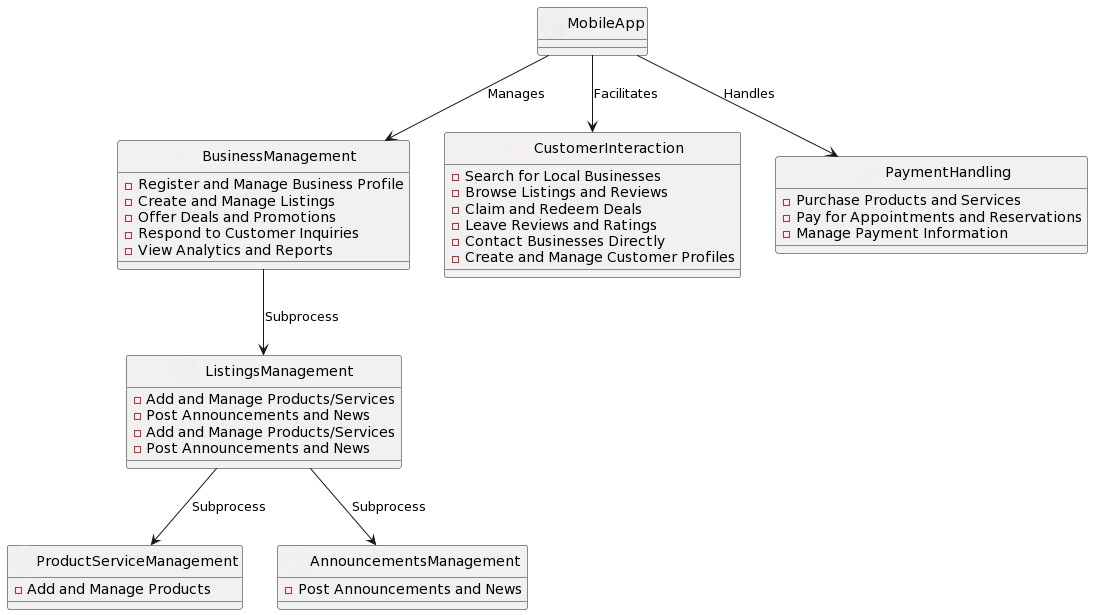 MobileApp
Manages
Facilitates
Handles
BusinessManagement
Register and Manage Business Profile
Create and Manage Listings
Offer Deals and Promotions
Respond to Customer Inquiries
View Analytics and Reports
CustomerInteraction
Search for Local Businesses
Browse Listings and Reviews
Claim and Redeem Deals
Leave Reviews and Ratings
Contact Businesses Directly
Create and Manage Customer Profiles
PaymentHandling
Purchase Products and Services
Pay for Appointments and Reservations
Manage Payment Information
Subprocess
ListingsManagement
Add and Manage Products/Services
Post Announcements and News
Add and Manage Products/Services
Post Announcements and News
Subprocess
Subprocess
ProductServiceManagement
Add and Manage Products
AnnouncementsManagement
Post Announcements and News